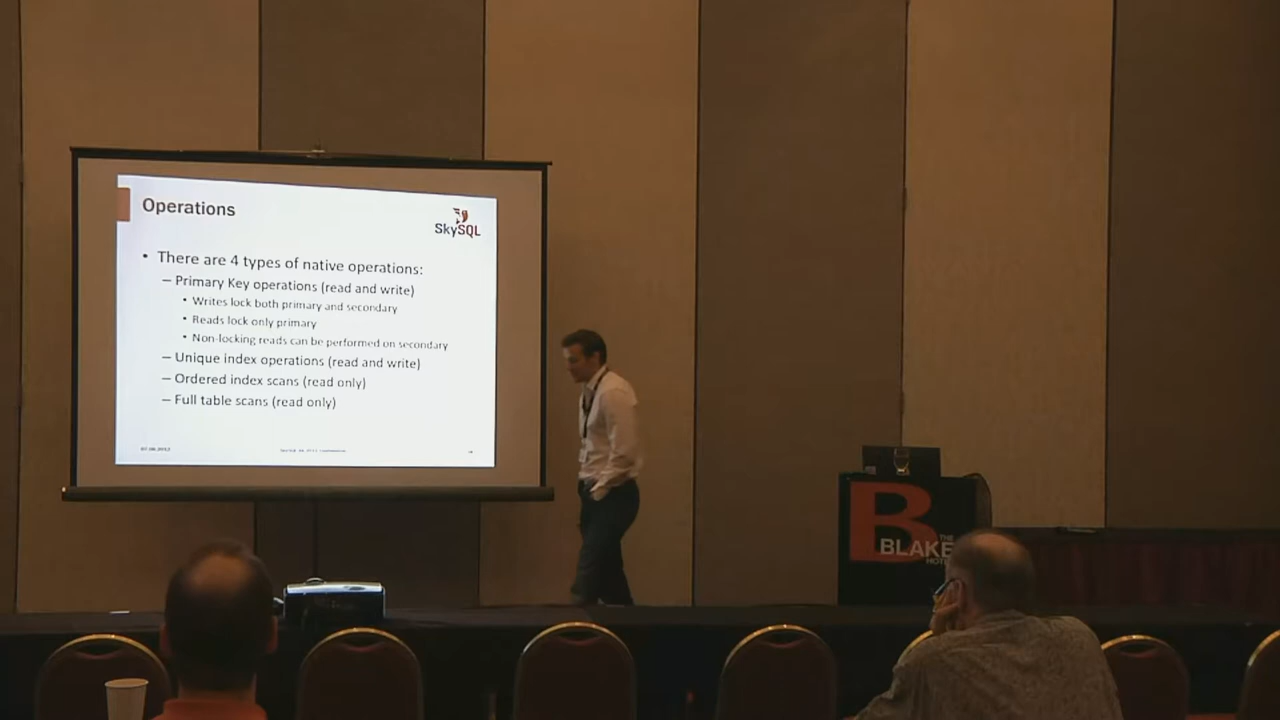 Operations
SkySQL
• There are 4 types of native operations:
– Primary Key operations (read and write)
• Writes lock both primary and secondary
• Reads lock only primary
• Non-locking reads can be performed on secondary
– Unique index operations (read and write)
– Ordered index scans (read only)
– Full table scans (read only)
B
THE
BLAKE